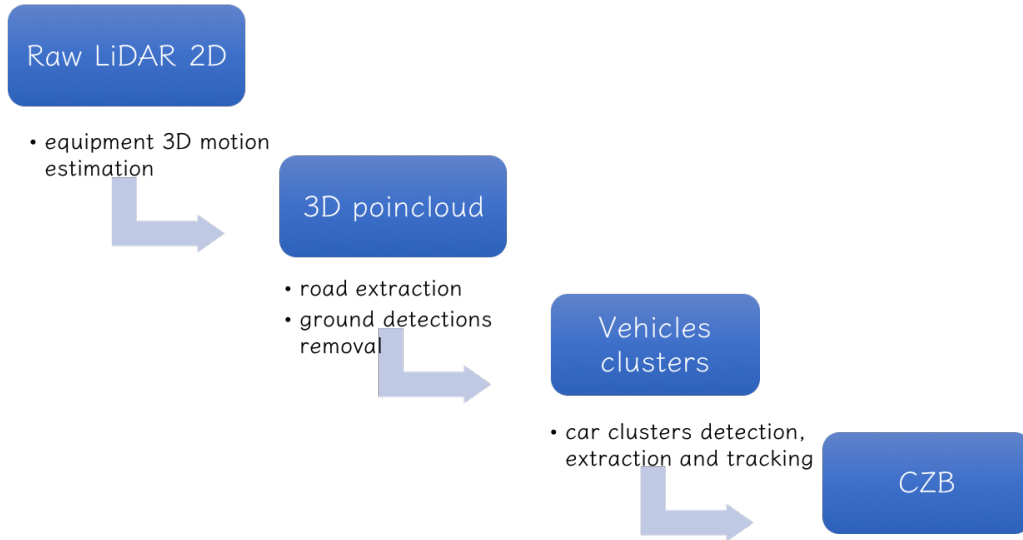 Raw LiDAR 2D
• equipment 3D motion
estimation
3D poincloud
• road extraction
• ground detections
removal
Vehicles
clusters
• car clusters detection,
extraction and tracking
CZB